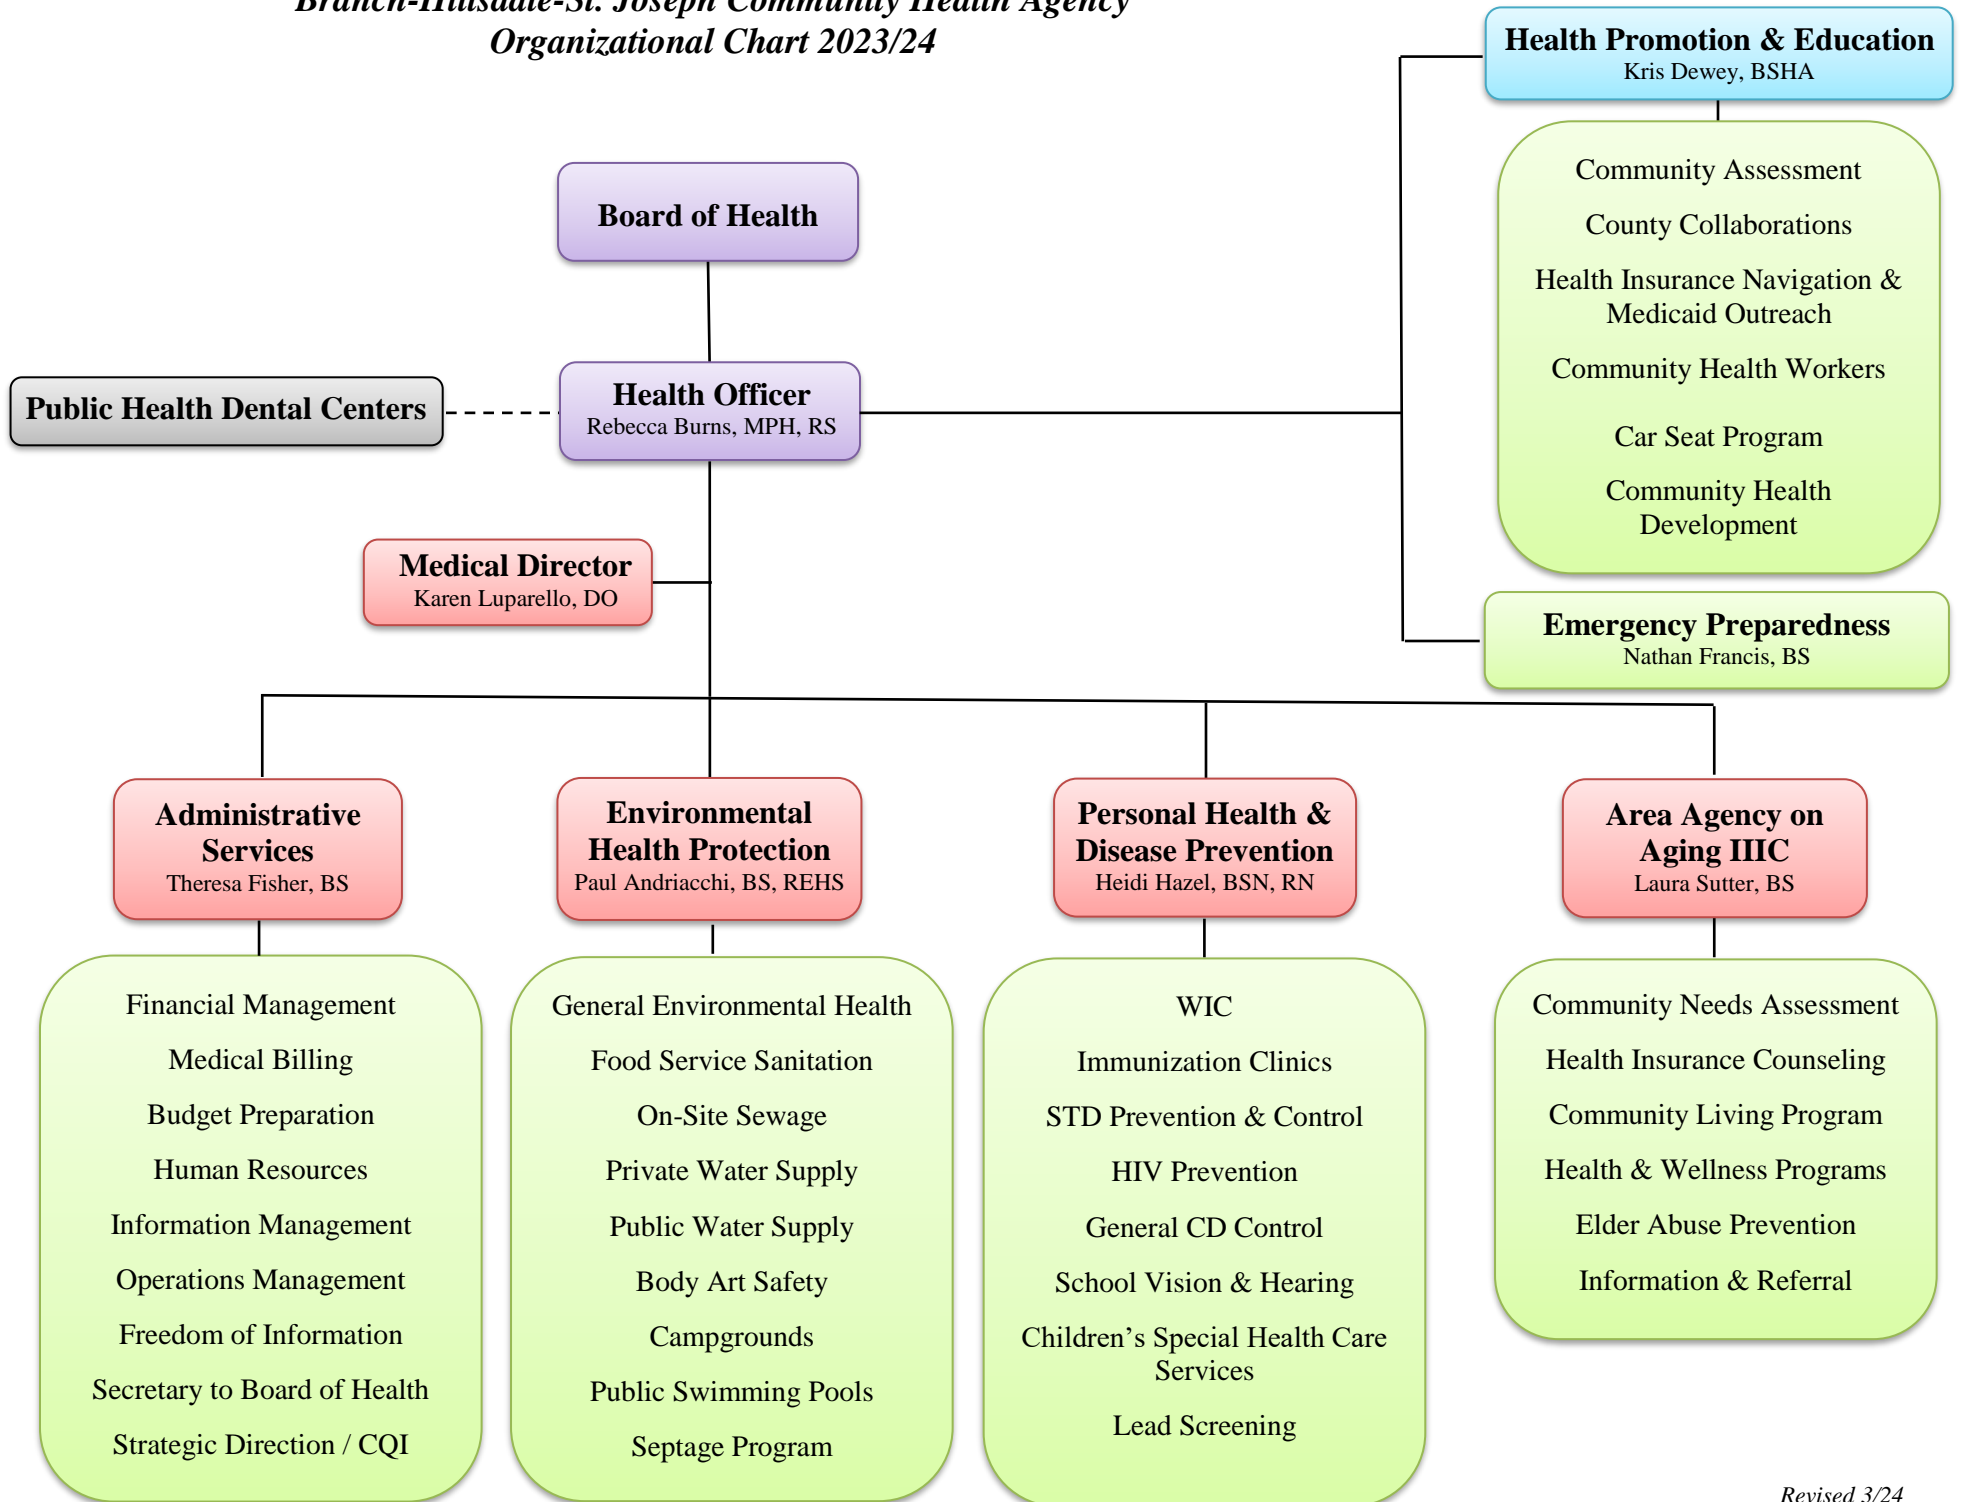 Branch-Hillsdale-St. Joseph Community Health Agency
Organizational Chart 2023/24
Health Promotion & Education
Kris Dewey, BSHA
Community Assessment
County Collaborations
Health Insurance Navigation &
Medicaid Outreach
Community Health Workers
Car Seat Program
Community Health
Development
Board of Health
Public Health Dental Centers
Health Officer
Rebecca Burns, MPH, RS
Medical Director
Karen Luparello, DO
Emergency Preparedness
Nathan Francis, BS
Administrative
Services
Theresa Fisher, BS
Financial Management
Medical Billing
Budget Preparation
Human Resources
Information Management
Operations Management
Freedom of Information
Secretary to Board of Health
Strategic Direction / CQI
Environmental
Health Protection
Paul Andriacchi, BS, REHS
General Environmental Health
Food Service Sanitation
On-Site Sewage
Private Water Supply
Public Water Supply
Body Art Safety
Campgrounds
Public Swimming Pools
Septage Program
Personal Health &
Disease Prevention
Heidi Hazel, BSN, RN
WIC
Immunization Clinics
STD Prevention & Control
HIV Prevention
General CD Control
School Vision & Hearing
Children’s Special Health Care
Services
Lead Screening
Area Agency on
Aging IIIC
Laura Sutter, BS
Community Needs Assessment
Health Insurance Counseling
Community Living Program
Health & Wellness Programs
Elder Abuse Prevention
Information & Referral
Revised 3/24